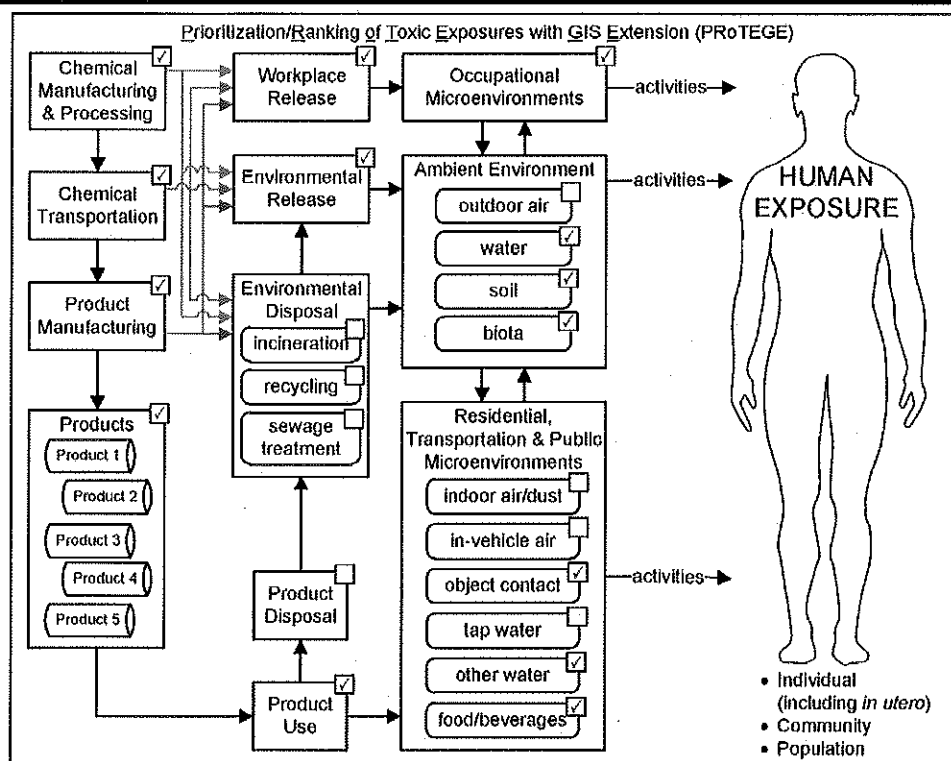 Prioritization/Ranking of Toxic Exposures with GIS Extension (PRoTEGE)
Chemical
Manufacturing
& Processing
Workplace
Release
Occupational
Microenvironments
activities
Chemical
Transportation
Environmental
Release
Ambient Environment
outdoor air
water
soil
biota
activities
HUMAN
EXPOSURE
Product
Manufacturing
Environmental
Disposal
incineration
recycling
sewage
treatment
Products
Product 1
Product 2
Product 3
Product 4
Product 5
Residential,
Transportation & Public
Microenvironments
indoor air/dust
in-vehicle air
object contact
tap water
other water
food/beverages
activities
Product
Disposal
Product
Use
• Individual
(including in utero)
• Community
• Population